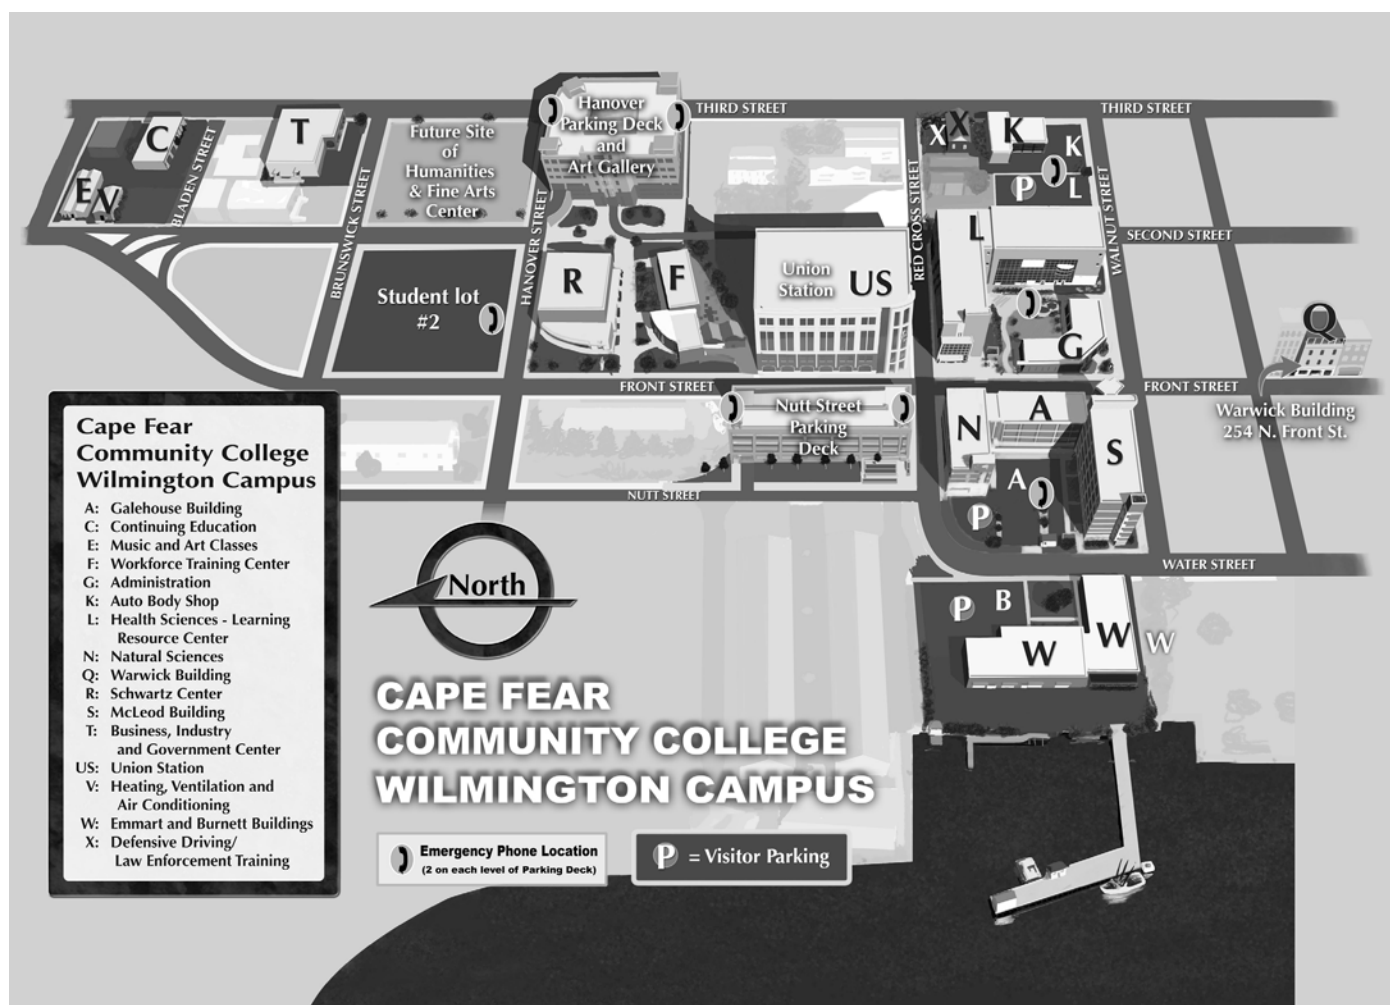 THIRD STREET
THIRD STREET
Hanover
Parking Deck
and
Art Gallery
C
T
E
V
BLADEN STREET
BRUNSWICK STREET
Future Site
of
Humanities
& Fine Arts
Center
HANOVER STREET
X
X
K
K
P
L
RED CROSS STREET
WALNUT STREET
L
SECOND STREET
Student lot
#2
R
F
Union
Station
US
G
Q
FRONT STREET
FRONT STREET
Warwick Building
254 N. Front St.
Nutt Street
Parking
Deck
N
A
S
A
P
NUTT STREET
WATER STREET
P
B
W
W
W
Cape Fear
Community College
Wilmington Campus
A: Galehouse Building
C: Continuing Education
E: Music and Art Classes
F: Workforce Training Center
G: Administration
K: Auto Body Shop
L: Health Sciences - Learning
Resource Center
N: Natural Sciences
Q: Warwick Building
R: Schwartz Center
S: McLeod Building
T: Business, Industry
and Government Center
US: Union Station
V: Heating, Ventilation and
Air Conditioning
W: Emmart and Burnett Buildings
X: Defensive Driving/
Law Enforcement Training
North
CAPE FEAR
COMMUNITY COLLEGE
WILMINGTON CAMPUS
Emergency Phone Location
(2 on each level of Parking Deck)
P = Visitor Parking